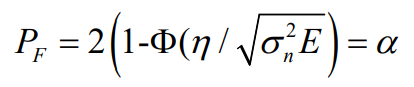 P_F = 2(1-Φ(η / √σ_n^2 E) = α